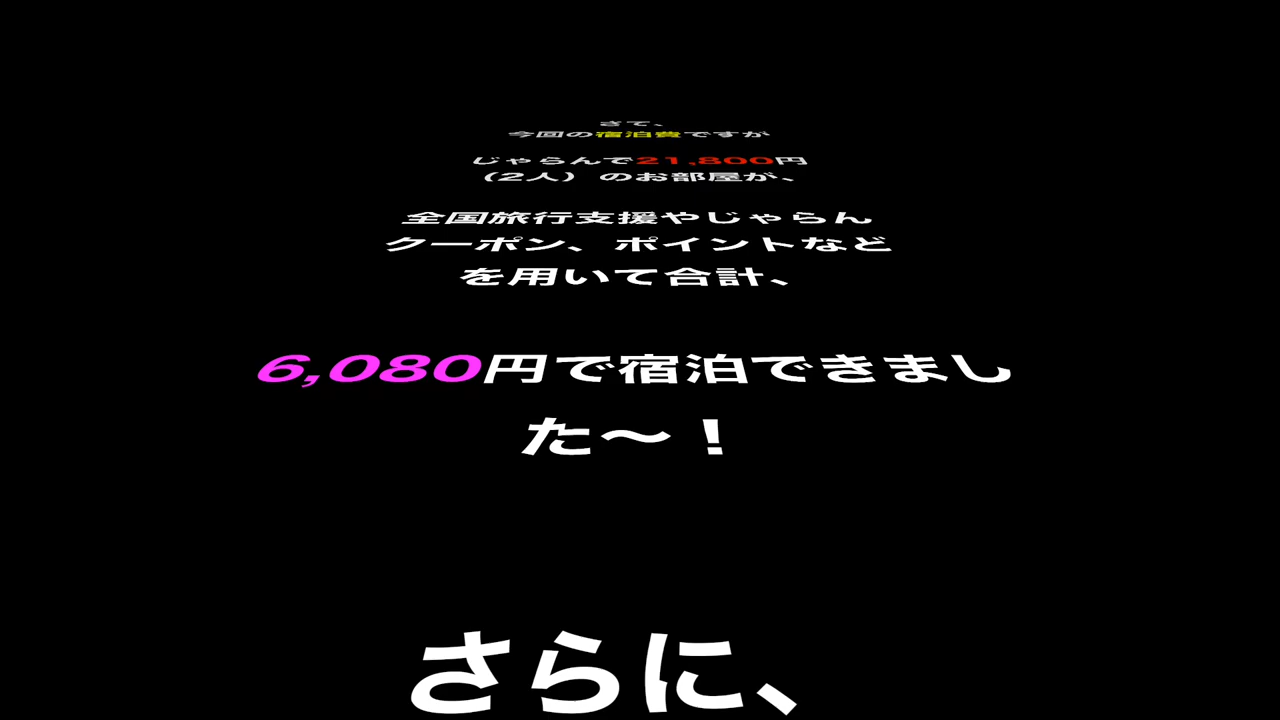 さて、
今回の宿泊費ですが
じゃらんで21,800円
（2人）のお部屋が、
全国旅行支援やじゃらん
クーポン、ポイントなど
を用いて合計、
6,080円で宿泊できまし
た～！
さらに、